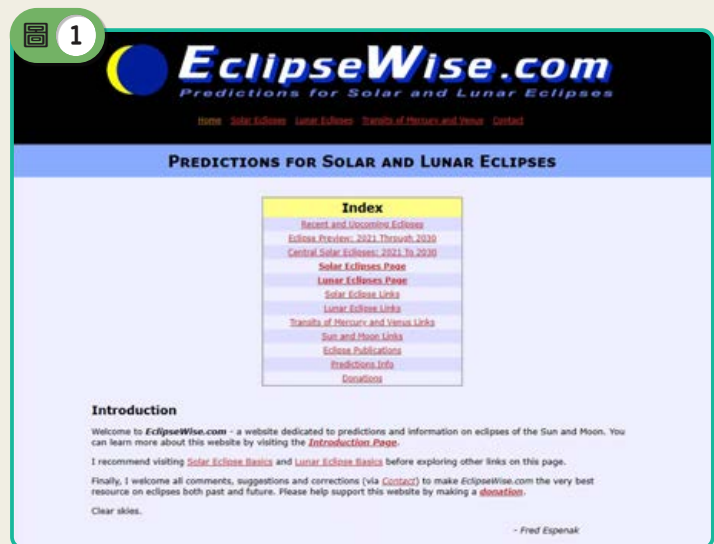 圖 1
EclipseWise.com
Predictions for Solar and Lunar Eclipses
Home Solar Eclipses Lunar Eclipses Transits of Mercury and Venus Contact
PREDICTIONS FOR SOLAR AND LUNAR ECLIPSES
Index
Recent and Upcoming Eclipses
Eclipse Preview: 2021 Through 2030
Central Solar Eclipses: 2021 To 2030
Solar Eclipses Page
Lunar Eclipses Page
Solar Eclipse Links
Lunar Eclipse Links
Transits of Mercury and Venus Links
Sun and Moon Links
Eclipse Publications
Predictions Info
Donations
Introduction
Welcome to EclipseWise.com - a website dedicated to predictions and information on eclipses of the Sun and Moon. You
can learn more about this website by visiting the Introduction Page.
I recommend visiting Solar Eclipse Basics and Lunar Eclipse Basics before exploring other links on this page.
Finally, I welcome all comments, suggestions and corrections (via Contact) to make EclipseWise.com the very best
resource on eclipses both past and future. Please help support this website by making a donation.
Clear skies.
- Fred Espenak